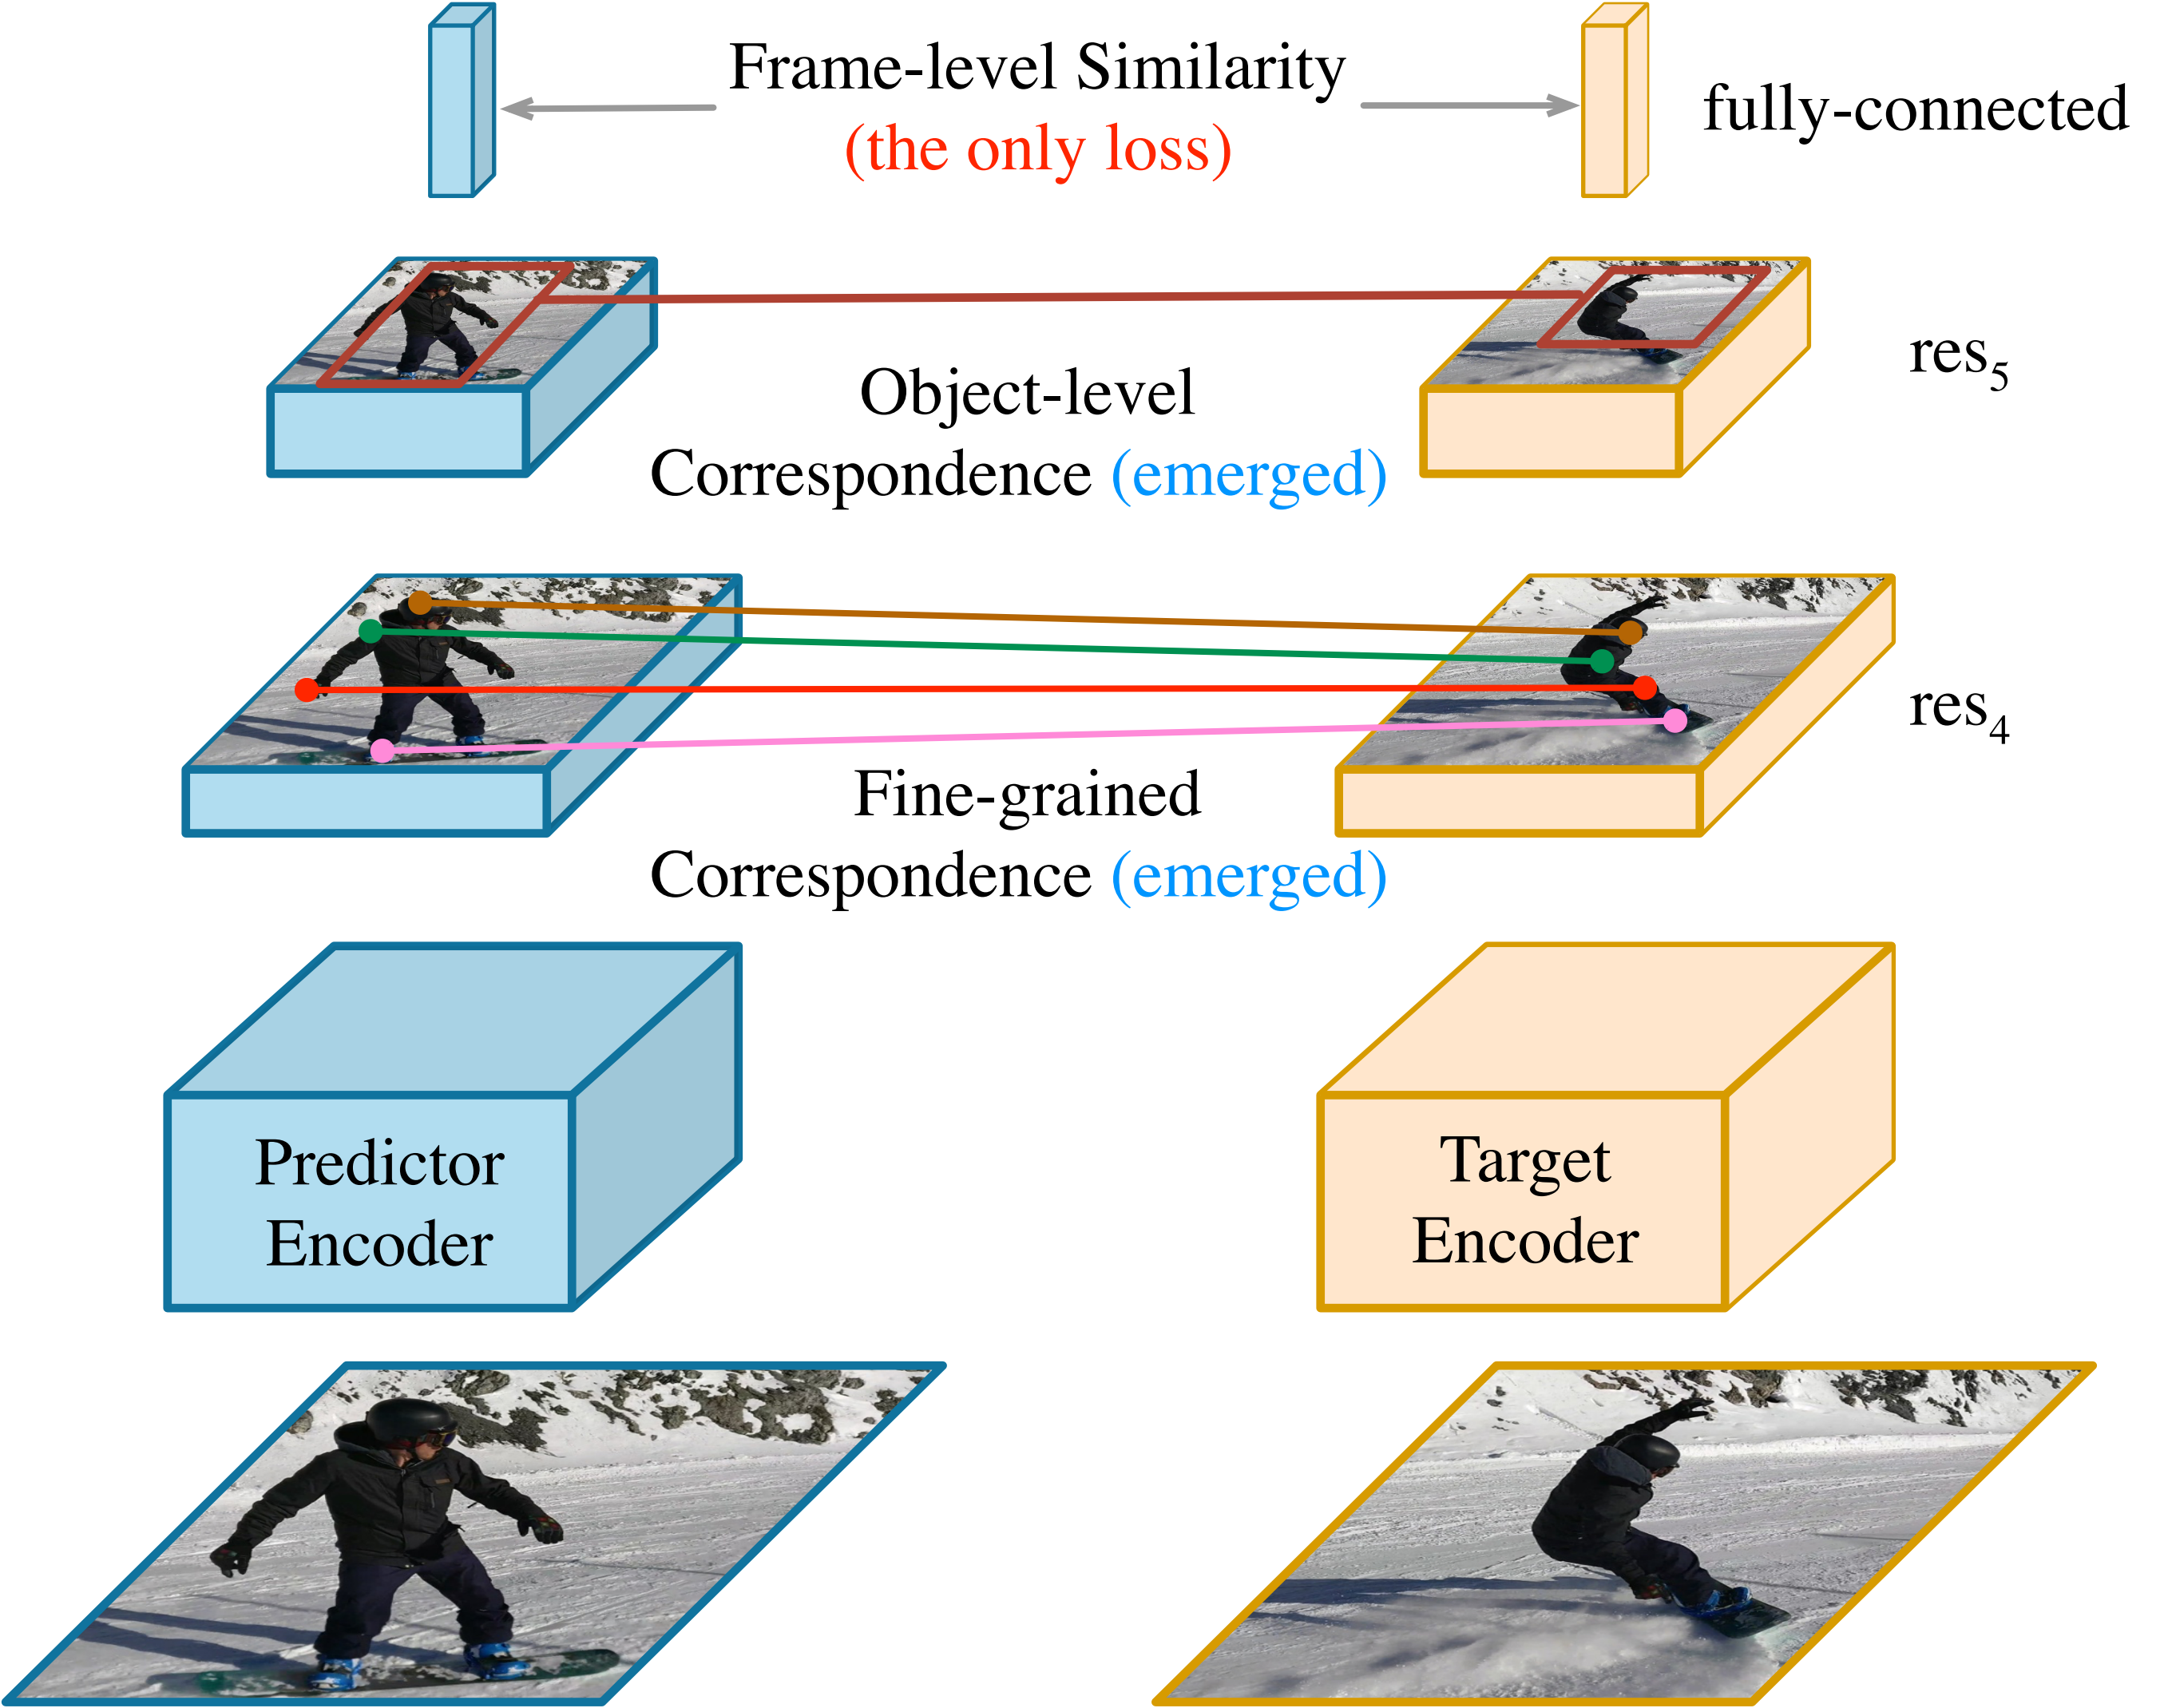 Frame-level Similarity
(the only loss)
fully-connected
res5
Object-level
Correspondence (emerged)
res4
Fine-grained
Correspondence (emerged)
Predictor
Encoder
Target
Encoder